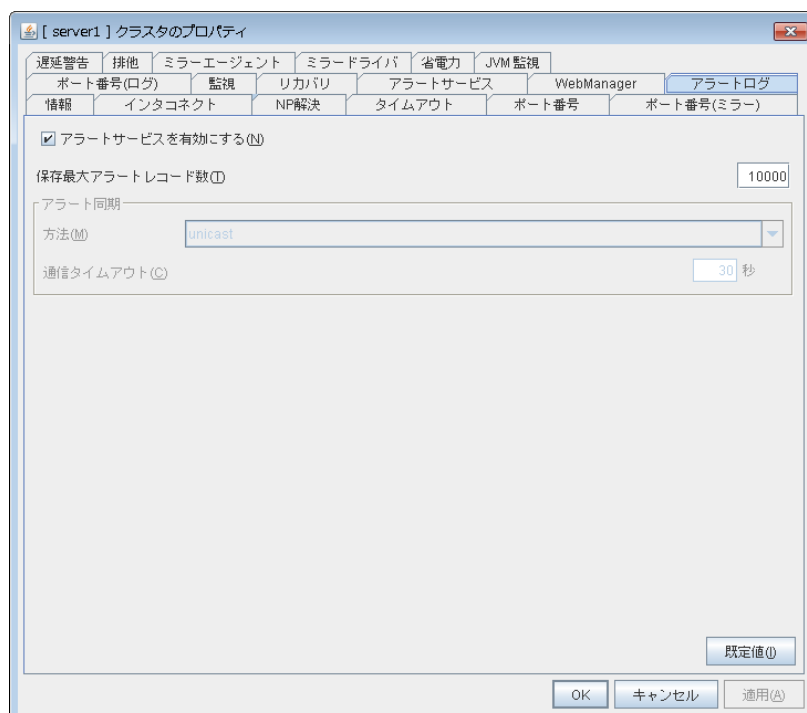 [ server1 ] クラスタのプロパティ
遅延警告 排他 ミラーエージェント ミラードライバ 省電力 JVM 監視
ポート番号(ログ) 監視 リカバリ アラートサービス WebManager アラートログ
情報 インタコネクト NP解決 タイムアウト ポート番号 ポート番号(ミラー)
アラートサービスを有効にする(N)
保存最大アラートレコード数(T) 10000
アラート同期
方法(M) unicast
通信タイムアウト(C) 30 秒
既定値(I)
OK キャンセル 適用(A)